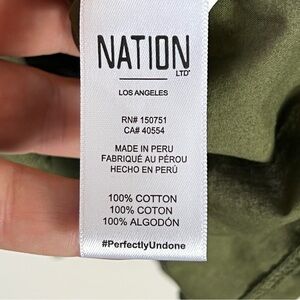 NATION
LTD
LOS ANGELES
RN# 150751
CA# 40554
MADE IN PERU
FABRIQUÉ AU PÉROU
HECHO EN PERÚ
100% COTTON
100% COTON
100% ALGODÓN
#PerfectlyUndone